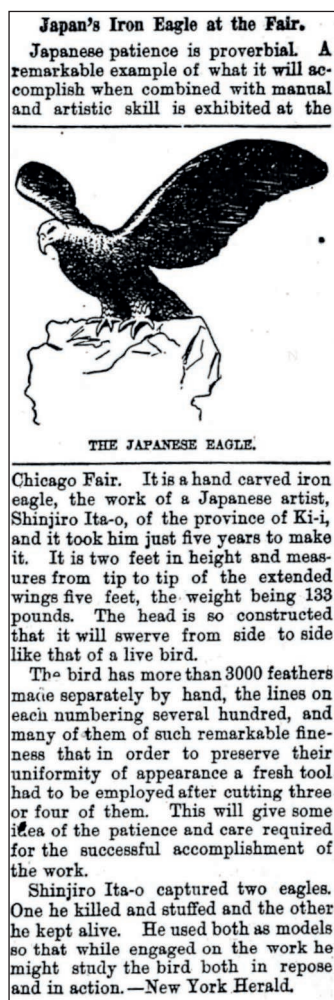 Japan's Iron Eagle at the Fair.
Japanese patience is proverbial. A
remarkable example of what it will ac-
complish when combined with manual
and artistic skill is exhibited at the
THE JAPANESE EAGLE.
Chicago Fair. It is a hand carved iron
eagle, the work of a Japanese artist,
Shinjiro Ita-o, of the province of Ki-i,
and it took him just five years to make
it. It is two feet in height and meas-
ures from tip to tip of the extended
wings five feet, the weight being 133
pounds. The head is so constructed
that it will swerve from side to side
like that of a live bird.
The bird has more than 3000 feathers
made separately by hand, the lines on
each numbering several hundred, and
many of them of such remarkable fine-
ness that in order to preserve their
uniformity of appearance a fresh tool
had to be employed after cutting three
or four of them. This will give some
idea of the patience and care required
for the successful accomplishment of
the work.
Shinjiro Ita-o captured two eagles.
One he killed and stuffed and the other
he kept alive. He used both as models
so that while engaged on the work he
might study the bird both in repose
and in action.—New York Herald.